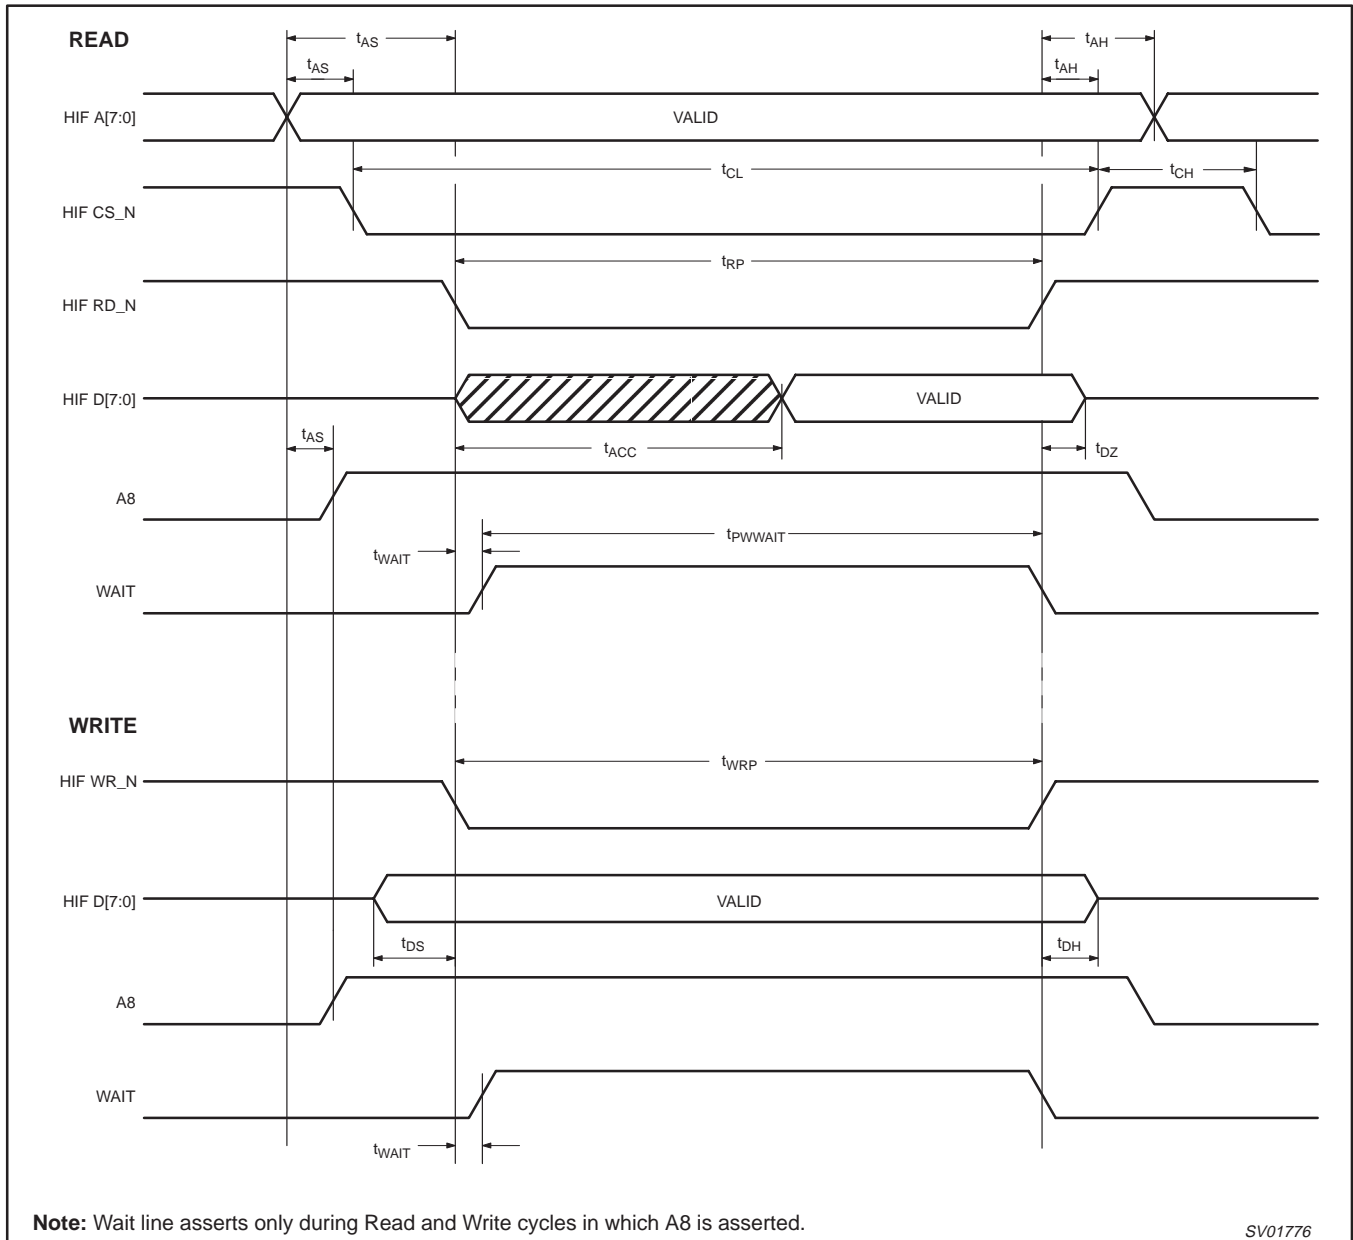 READ
tAS
tAH
tAS
tAH
HIF A[7:0]
VALID
tCL
tCH
HIF CS_N
tRP
HIF RD_N
HIF D[7:0]
VALID
tAS
tACC
tDZ
A8
tPWWAIT
tWAIT
WAIT
WRITE
tWRP
HIF WR_N
HIF D[7:0]
VALID
tDS
tDH
A8
WAIT
tWAIT
Note: Wait line asserts only during Read and Write cycles in which A8 is asserted.
SV01776